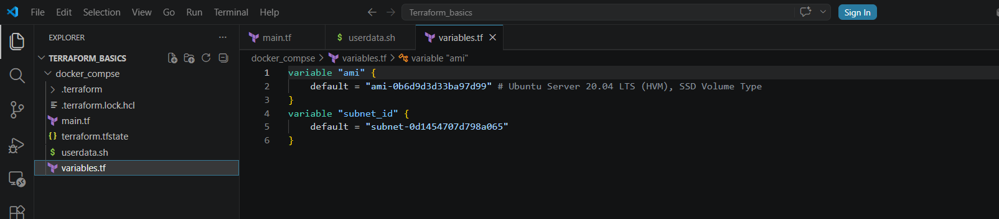 File Edit Selection View Go Run Terminal Help
Terraform_basics
Sign In
EXPLORER
TERRAFORM_BASICS
docker_compse
.terraform
.terraform.lock.hcl
main.tf
{} terraform.tfstate
$ userdata.sh
variables.tf
main.tf
$ userdata.sh
variables.tf
docker_compse > variables.tf > variable "ami"
1 variable "ami" {
2 default = "ami-0b6d9d3d33ba97d99" # Ubuntu Server 20.04 LTS (HVM), SSD Volume Type
3 }
4 variable "subnet_id" {
5 default = "subnet-0d1454707d798a065"
6 }